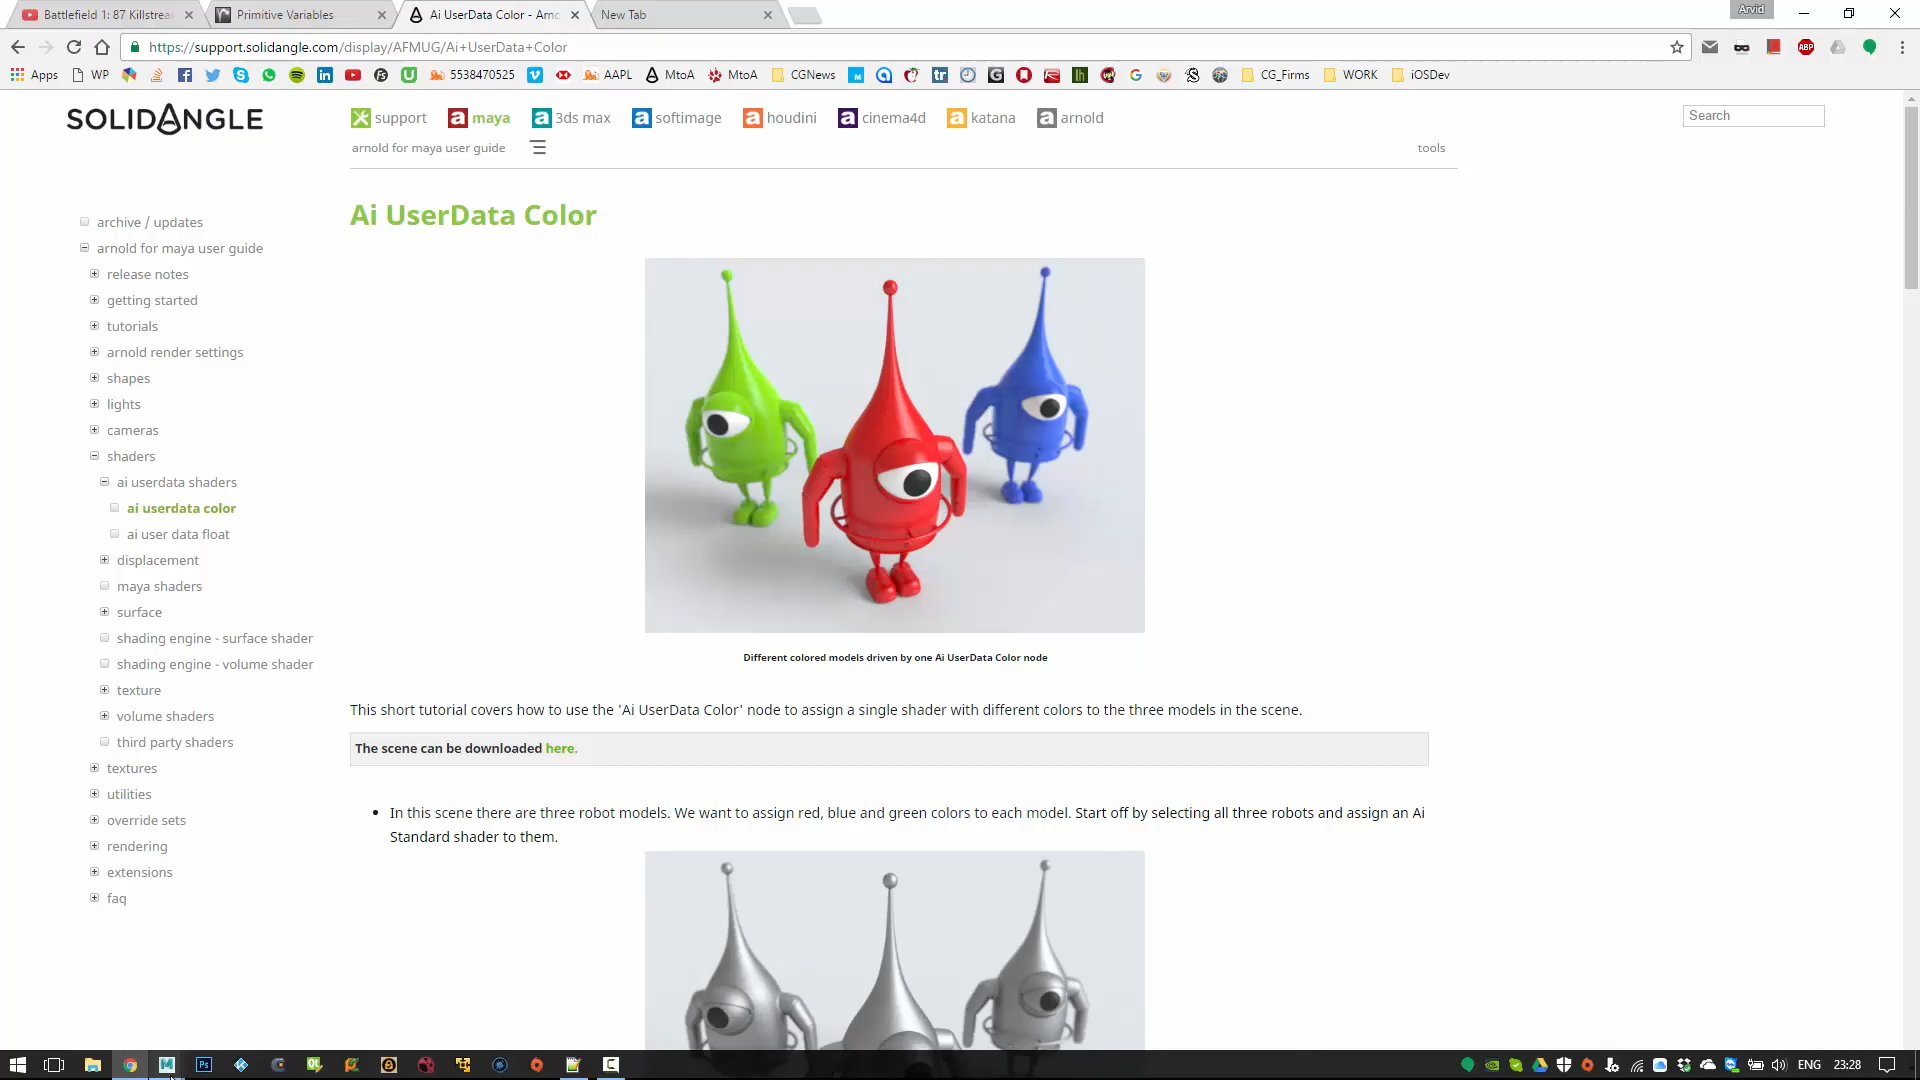 Battlefield 1: 87 Killstrea
Primitive Variables
Ai UserData Color - Arno
New Tab
Arvid
https://support.solidangle.com/display/AFMUG/Ai+UserData+Color
Apps
WP
5538470525
AAPL
MtoA
MtoA
CGNews
CG_Firms
WORK
iOSDev
SOLIDANGLE
support
maya
3ds max
softimage
houdini
cinema4d
katana
arnold
Search
arnold for maya user guide
tools
archive / updates
arnold for maya user guide
release notes
getting started
tutorials
arnold render settings
shapes
lights
cameras
shaders
ai userdata shaders
ai userdata color
ai user data float
displacement
maya shaders
surface
shading engine - surface shader
shading engine - volume shader
texture
volume shaders
third party shaders
textures
utilities
override sets
rendering
extensions
faq
Ai UserData Color
Different colored models driven by one Ai UserData Color node
This short tutorial covers how to use the 'Ai UserData Color' node to assign a single shader with different colors to the three models in the scene.
The scene can be downloaded here.
In this scene there are three robot models. We want to assign red, blue and green colors to each model. Start off by selecting all three robots and assign an Ai
Standard shader to them.
ENG
23:28